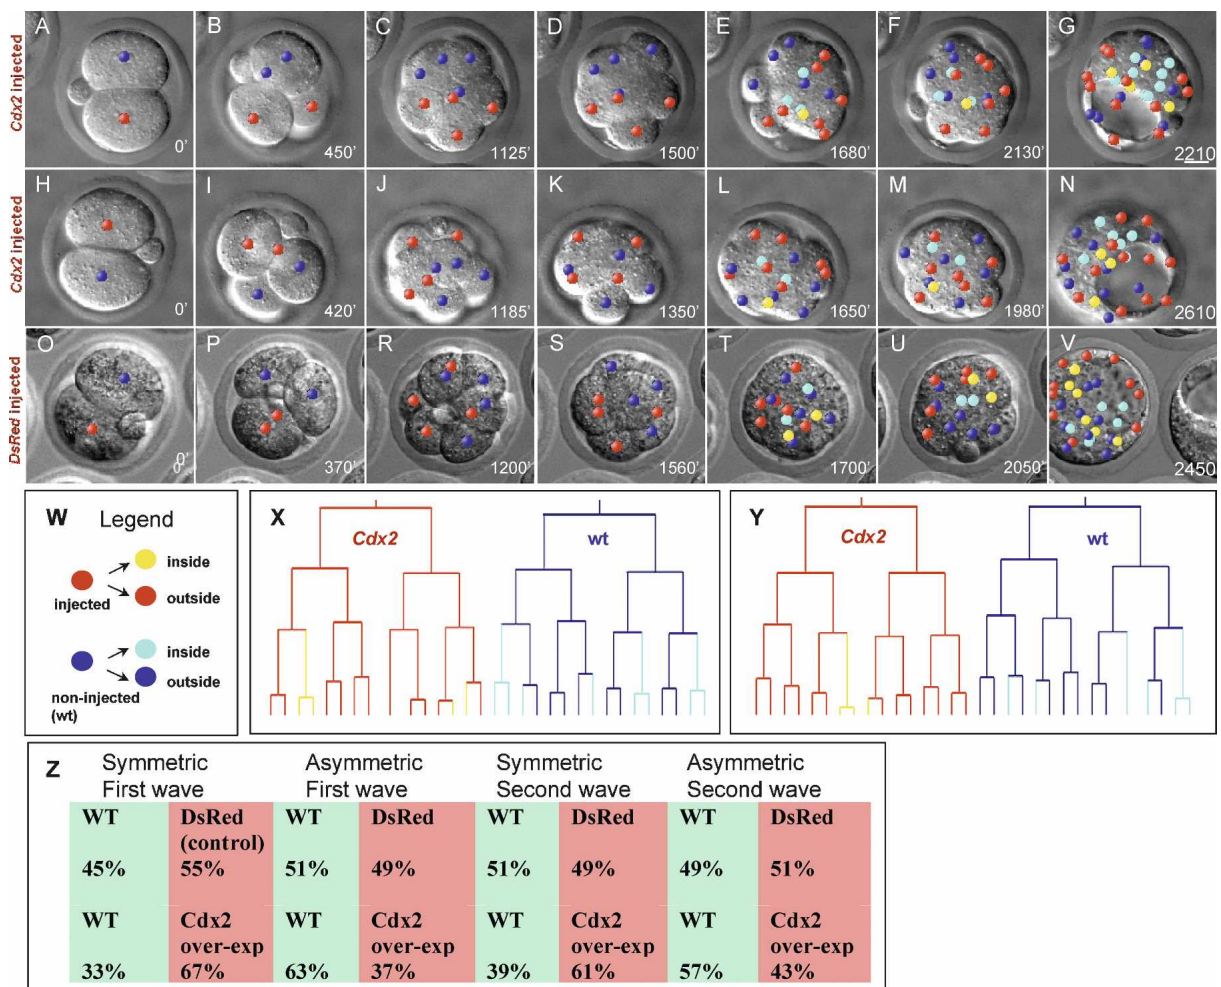 Cdx2 injected
A
0'
B
450'
C
1125'
D
1500'
E
1680'
F
2130'
G
2210
Cdx2 injected
H
0'
I
420'
J
1185'
K
1350'
L
1650'
M
1980'
N
2610
DsRed injected
O
0'
P
370'
R
1200'
S
1560'
T
1700'
U
2050'
V
2450
W Legend
inside
injected
outside
inside
non-injected
(wt)
outside
X
Cdx2
wt
Y
Cdx2
wt
Z
Symmetric Asymmetric Symmetric Asymmetric
First wave First wave Second wave Second wave
WT DsRed WT DsRed WT DsRed WT DsRed
(control)
45% 55% 51% 49% 51% 49% 49% 51%
WT Cdx2 WT Cdx2 WT Cdx2 WT Cdx2
over-exp over-exp over-exp over-exp
33% 67% 63% 37% 39% 61% 57% 43%